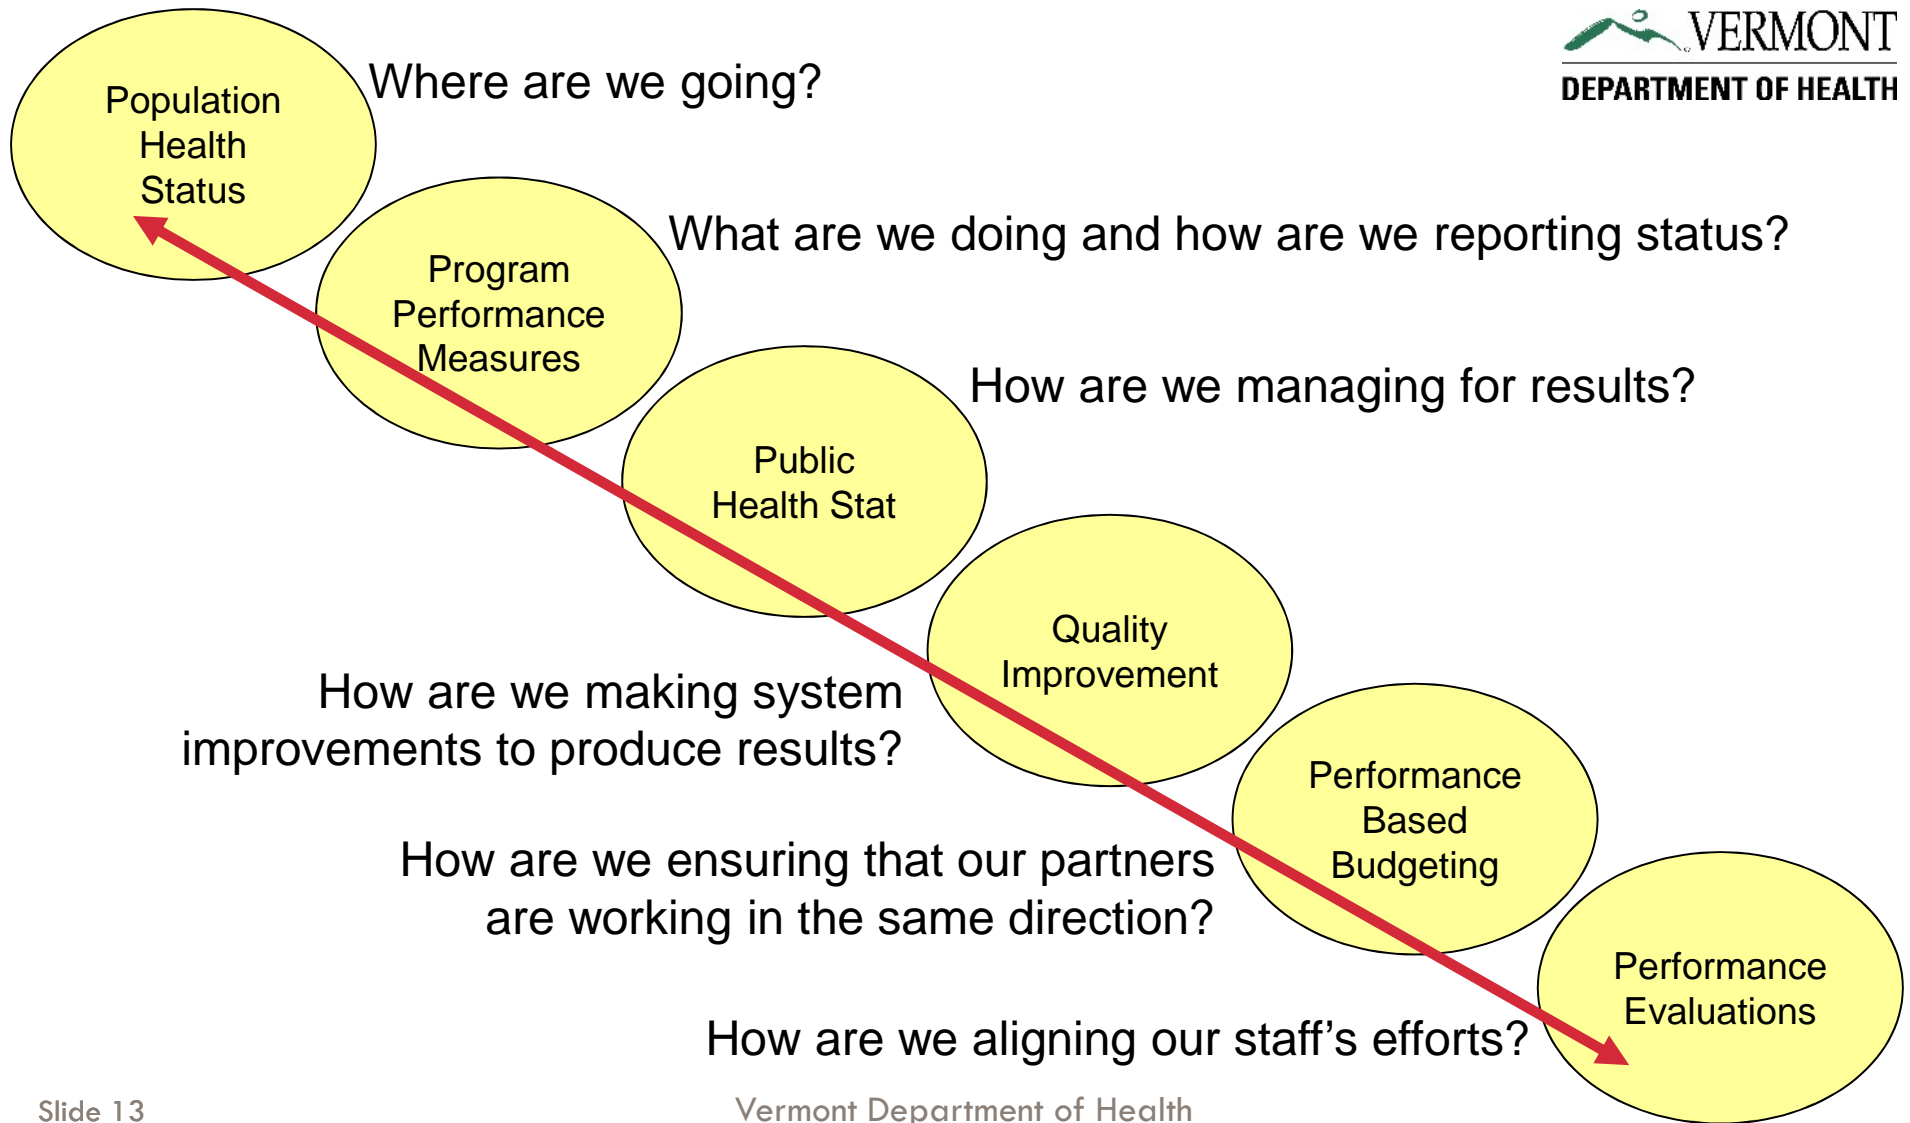 VERMONT
DEPARTMENT OF HEALTH
Population
Health
Status
Where are we going?
Program
Performance
Measures
What are we doing and how are we reporting status?
Public
Health Stat
How are we managing for results?
Quality
Improvement
How are we making system
improvements to produce results?
Performance
Based
Budgeting
How are we ensuring that our partners
are working in the same direction?
Performance
Evaluations
How are we aligning our staff’s efforts?
Slide 13
Vermont Department of Health